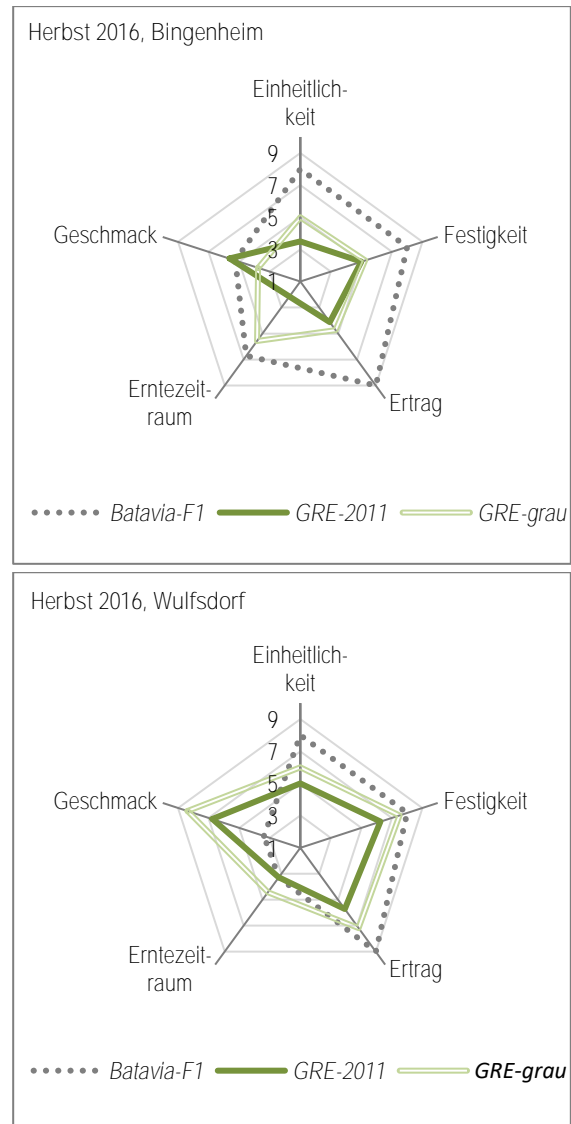 Herbst 2016, Bingenheim
Einheitlich-
keit
9
7
5
3
1
Geschmack
Festigkeit
Erntezeit-
raum
Ertrag
Batavia-F1 GRE-2011 GRE-grau
Herbst 2016, Wulfsdorf
Einheitlich-
keit
9
7
5
3
1
Geschmack
Festigkeit
Erntezeit-
raum
Ertrag
Batavia-F1 GRE-2011 GRE-grau